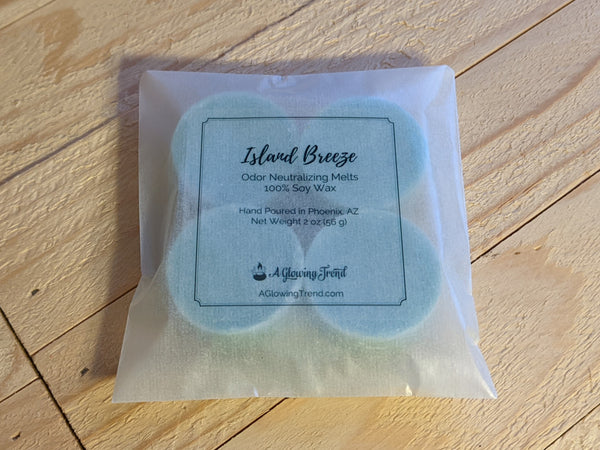 Island Breeze
Odor Neutralizing Melts
100% Soy Wax
Hand Poured in Phoenix, AZ
Net Weight 2 oz (56 g)
A Glowing Trend
AGlowingTrend.com